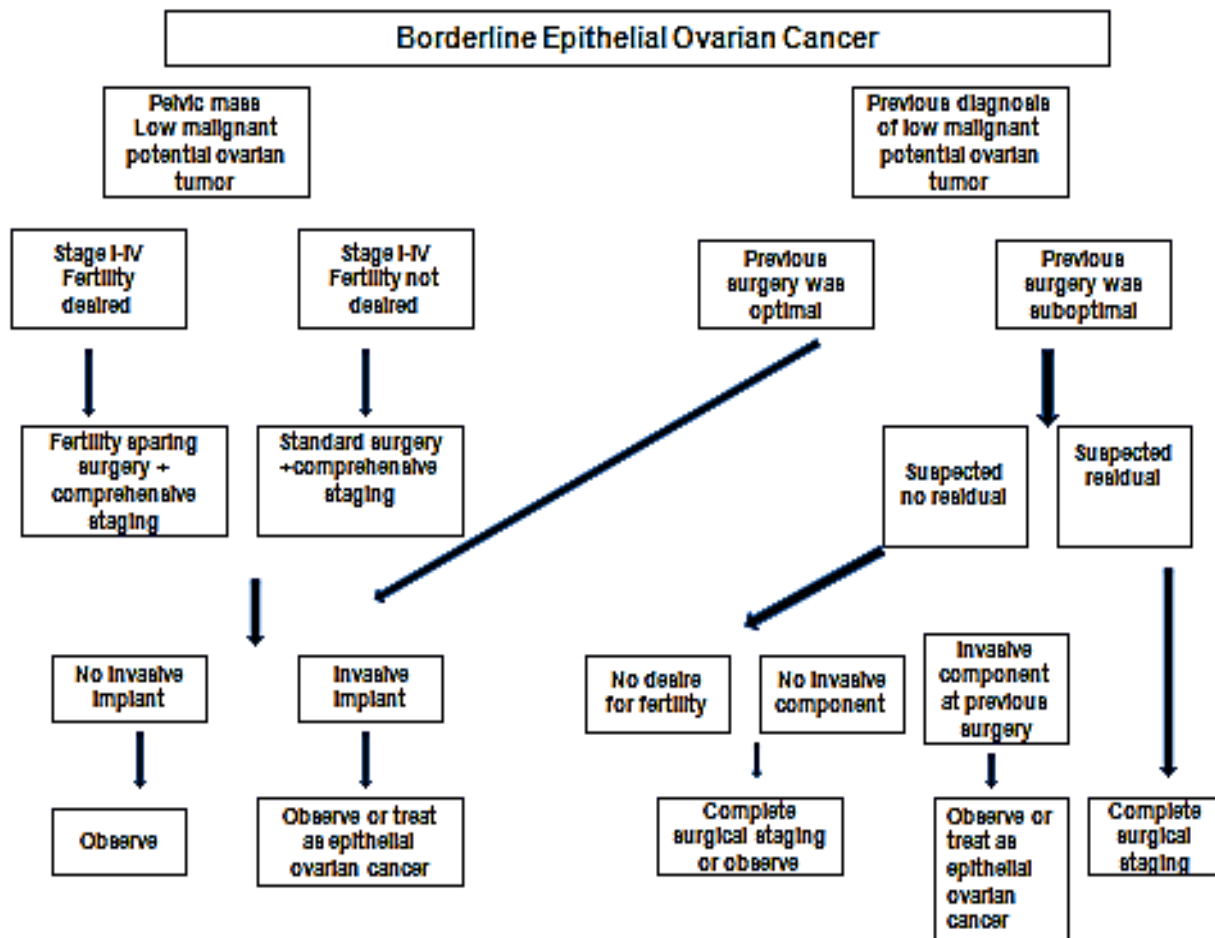 Borderline Epithelial Ovarian Cancer
Pelvic mass
Low malignant
potential ovarian
tumor
Previous diagnosis
of low malignant
potential ovarian
tumor
Stage I-IV
Fertility
desired
Stage I-IV
Fertility not
desired
Previous
surgery was
optimal
Previous
surgery was
suboptimal
Fertility sparing
surgery +
comprehensive
staging
Standard surgery
+comprehensive
staging
Suspected
no residual
Suspected
residual
No invasive
implant
Invasive
implant
No desire
for fertility
No invasive
component
Invasive
component
at previous
surgery
Observe
Observe or treat
as epithelial
ovarian cancer
Complete
surgical staging
or observe
Observe or
treat as
epithelial
ovarian
cancer
Complete
surgical
staging